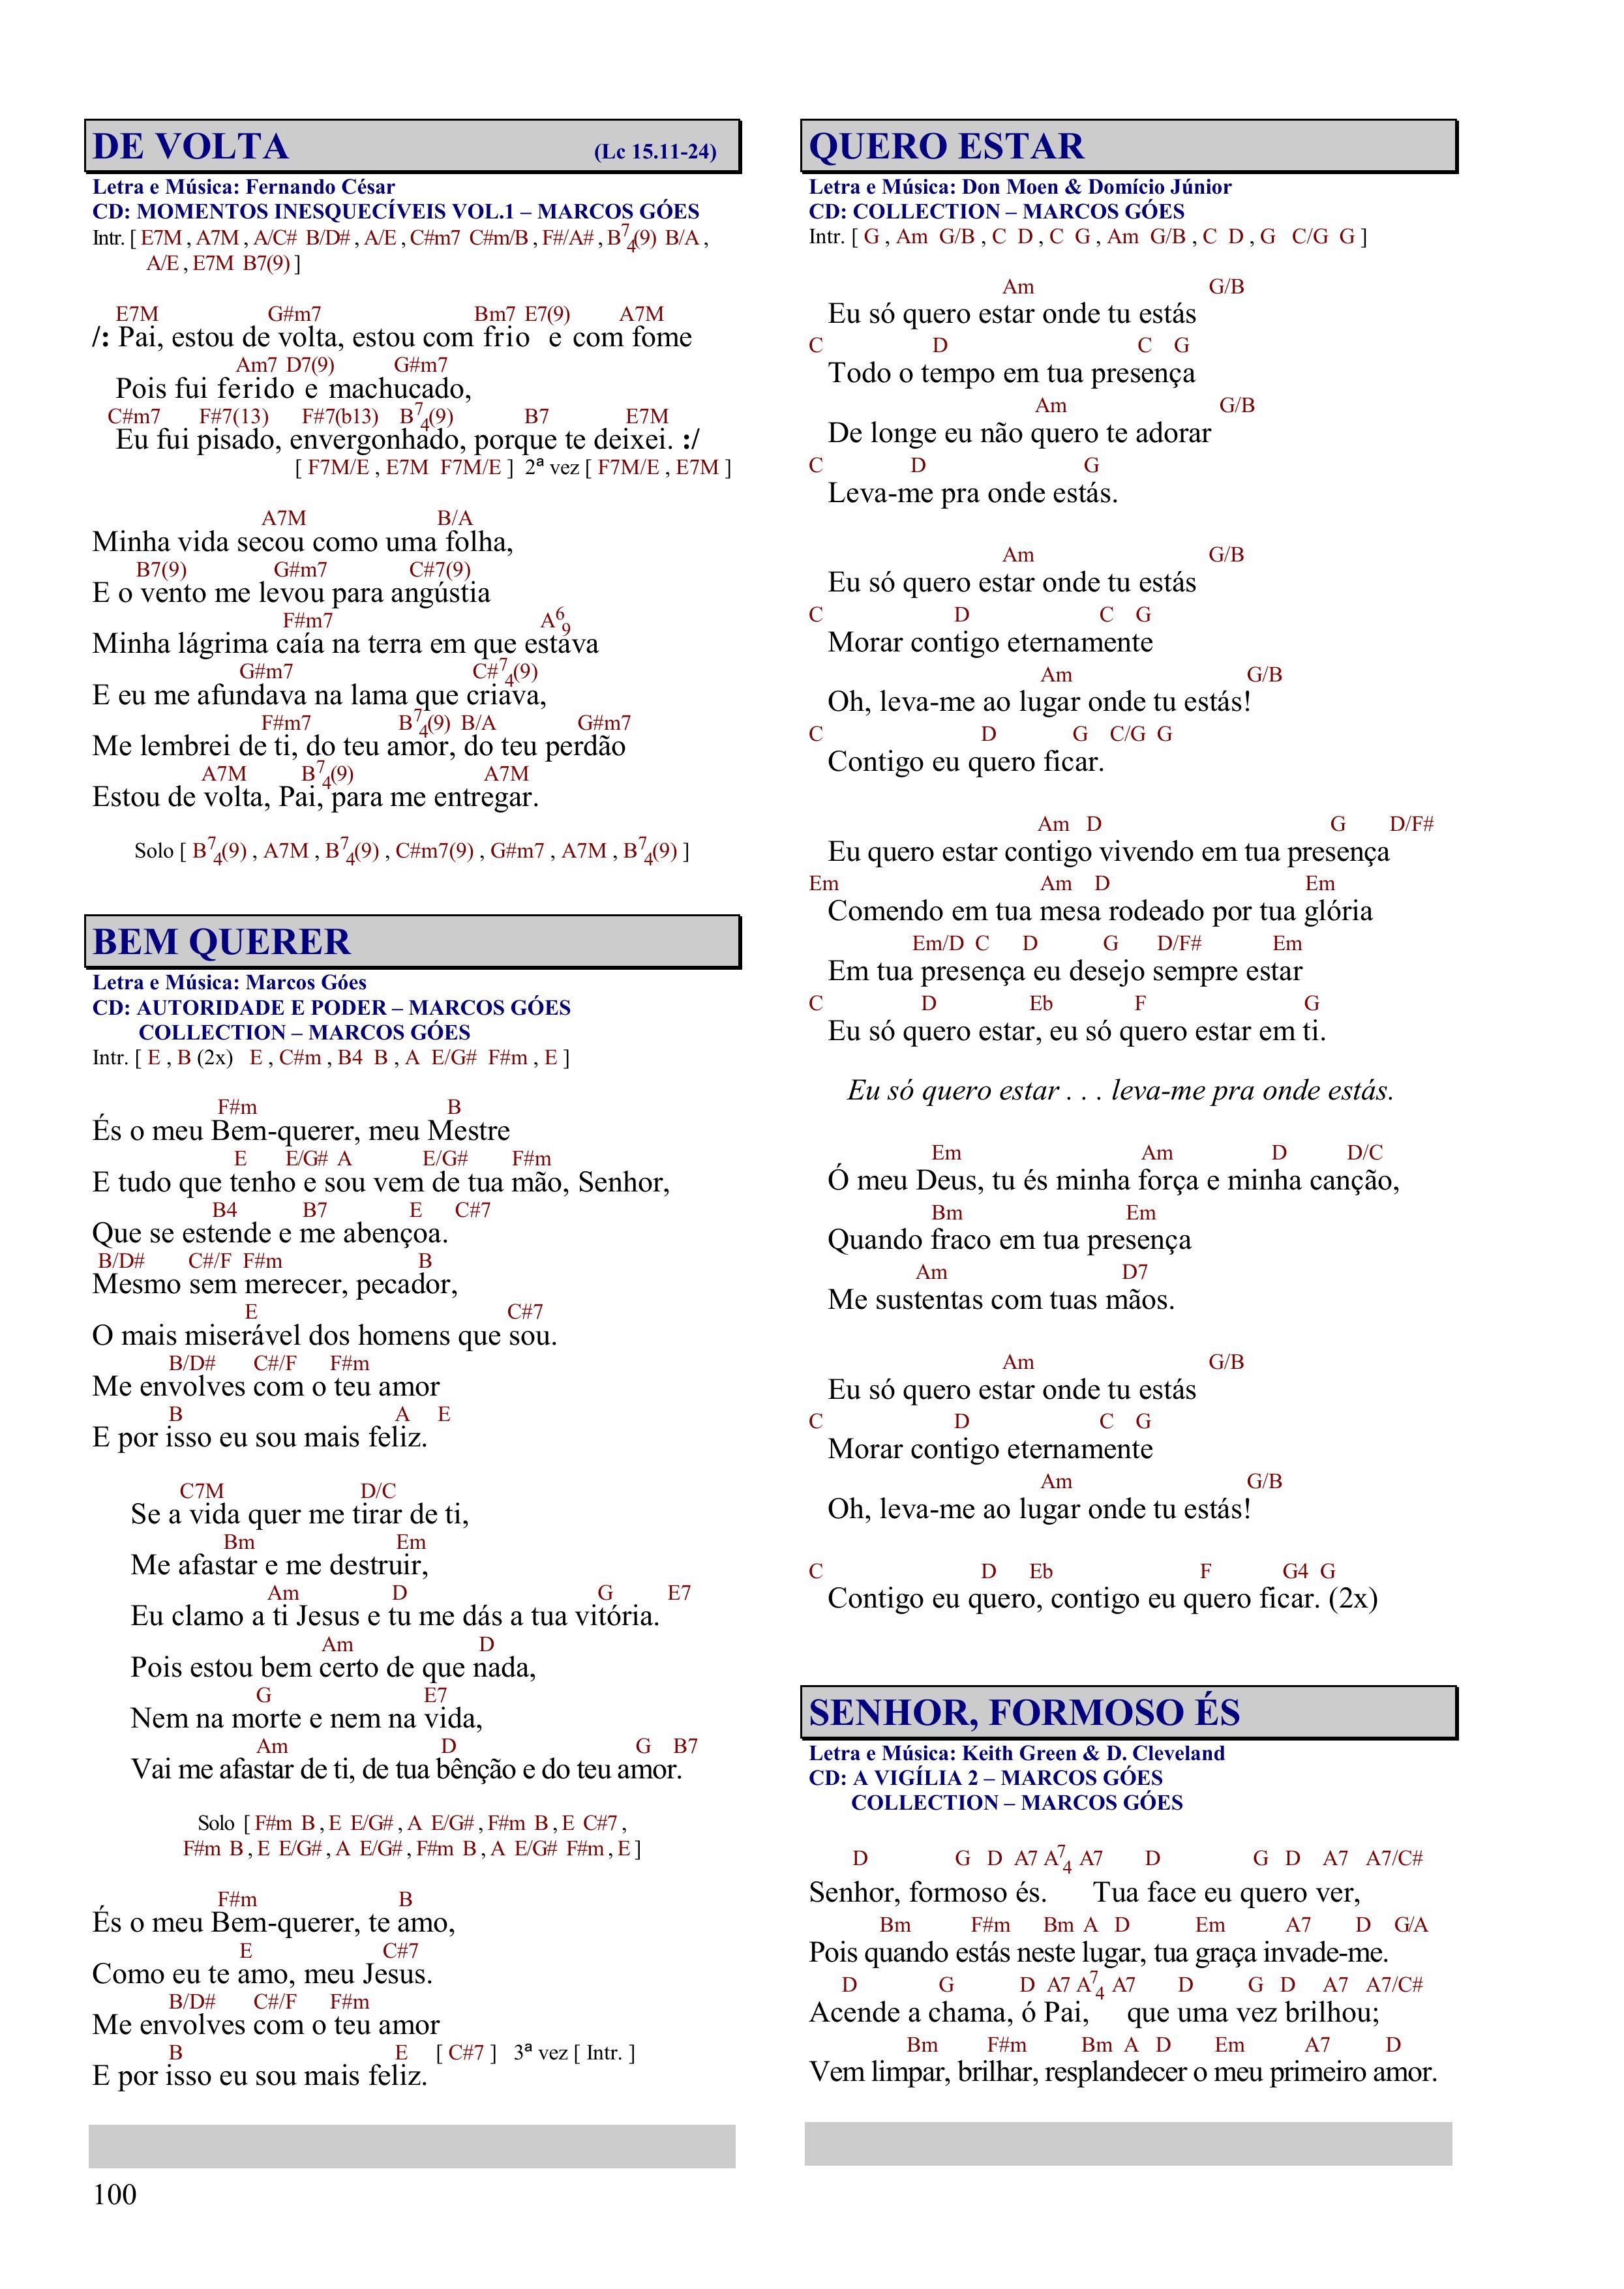 DE VOLTA (Lc 15.11-24)
Letra e Música: Fernando César
CD: MOMENTOS INESQUECÍVEIS VOL.1 – MARCOS GÓES
Intr. [ E7M , A7M , A/C# B/D# , A/E , C#m7 C#m/B , F#/A# , B7/4(9) B/A ,
A/E , E7M B7(9) ]
E7M G#m7 Bm7 E7(9) A7M
/: Pai, estou de volta, estou com frio e com fome
Am7 D7(9) G#m7
Pois fui ferido e machucado,
C#m7 F#7(13) F#7(b13) B7/4(9) B7 E7M
Eu fui pisado, envergonhado, porque te deixei. :/
[ F7M/E , E7M F7M/E ] 2ª vez [ F7M/E , E7M ]
A7M B/A
Minha vida secou como uma folha,
B7(9) G#m7 C#7(9)
E o vento me levou para angústia
F#m7 A6/9
Minha lágrima caía na terra em que estava
G#m7 C#7/4(9)
E eu me afundava na lama que criava,
F#m7 B7/4(9) B/A G#m7
Me lembrei de ti, do teu amor, do teu perdão
A7M B7/4(9) A7M
Estou de volta, Pai, para me entregar.
Solo [ B7/4(9) , A7M , B7/4(9) , C#m7(9) , G#m7 , A7M , B7/4(9) ]
BEM QUERER
Letra e Música: Marcos Góes
CD: AUTORIDADE E PODER – MARCOS GÓES
COLLECTION – MARCOS GÓES
Intr. [ E , B (2x) E , C#m , B4 B , A E/G# F#m , E ]
F#m B
És o meu Bem-querer, meu Mestre
E E/G# A E/G# F#m
E tudo que tenho e sou vem de tua mão, Senhor,
B4 B7 E C#7
Que se estende e me abençoa.
B/D# C#/F F#m B
Mesmo sem merecer, pecador,
E C#7
O mais miserável dos homens que sou.
B/D# C#/F F#m
Me envolves com o teu amor
B A E
E por isso eu sou mais feliz.
C7M D/C
Se a vida quer me tirar de ti,
Bm Em
Me afastar e me destruir,
Am D G E7
Eu clamo a ti Jesus e tu me dás a tua vitória.
Am D
Pois estou bem certo de que nada,
G E7
Nem na morte e nem na vida,
Am D G B7
Vai me afastar de ti, de tua bênção e do teu amor.
Solo [ F#m B , E E/G# , A E/G# , F#m B , E C#7 ,
F#m B , E E/G# , A E/G# , F#m B , A E/G# F#m , E ]
F#m B
És o meu Bem-querer, te amo,
E C#7
Como eu te amo, meu Jesus.
B/D# C#/F F#m
Me envolves com o teu amor
B E [ C#7 ] 3ª vez [ Intr. ]
E por isso eu sou mais feliz.
100
QUERO ESTAR
Letra e Música: Don Moen & Domício Júnior
CD: COLLECTION – MARCOS GÓES
Intr. [ G , Am G/B , C D , C G , Am G/B , C D , G C/G G ]
Am G/B
Eu só quero estar onde tu estás
C D C G
Todo o tempo em tua presença
Am G/B
De longe eu não quero te adorar
C D G
Leva-me pra onde estás.
Am G/B
Eu só quero estar onde tu estás
C D C G
Morar contigo eternamente
Am G/B
Oh, leva-me ao lugar onde tu estás!
C D G C/G G
Contigo eu quero ficar.
Am D G D/F#
Eu quero estar contigo vivendo em tua presença
Em Am D Em
Comendo em tua mesa rodeado por tua glória
Em/D C D G D/F# Em
Em tua presença eu desejo sempre estar
C D Eb F G
Eu só quero estar, eu só quero estar em ti.
Eu só quero estar . . . leva-me pra onde estás.
Em Am D D/C
Ó meu Deus, tu és minha força e minha canção,
Bm Em
Quando fraco em tua presença
Am D7
Me sustentas com tuas mãos.
Am G/B
Eu só quero estar onde tu estás
C D C G
Morar contigo eternamente
Am G/B
Oh, leva-me ao lugar onde tu estás!
C D Eb F G4 G
Contigo eu quero, contigo eu quero ficar. (2x)
SENHOR, FORMOSO ÉS
Letra e Música: Keith Green & D. Cleveland
CD: A VIGÍLIA 2 – MARCOS GÓES
COLLECTION – MARCOS GÓES
D G D A7 A7/4 A7 D G D A7 A7/C#
Senhor, formoso és. Tua face eu quero ver,
Bm F#m Bm A D Em A7 D G/A
Pois quando estás neste lugar, tua graça invade-me.
D G D A7 A7/4 A7 D G D A7 A7/C#
Acende a chama, ó Pai, que uma vez brilhou;
Bm F#m Bm A D Em A7 D
Vem limpar, brilhar, resplandecer o meu primeiro amor.